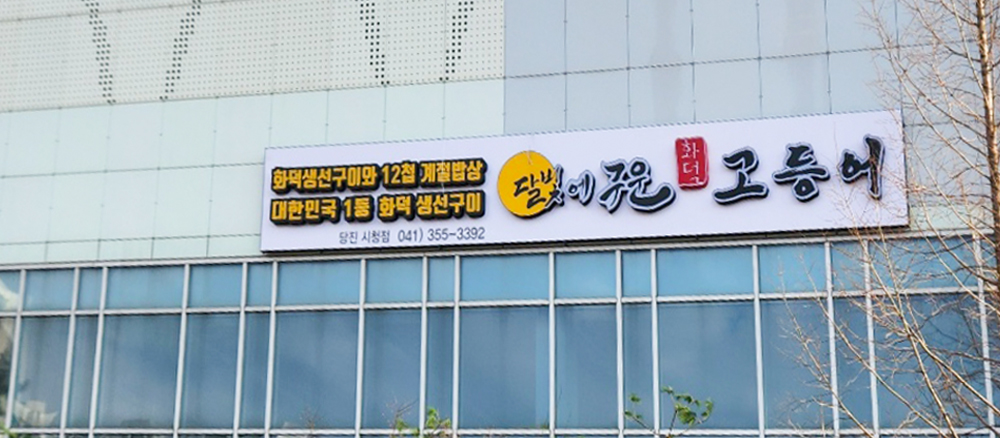 화덕생선구이와 12첩 계절밥상
대한민국 1등 화덕 생선구이
당진 시청점 041) 355-3392
달빛에 구운 화덕 고등어